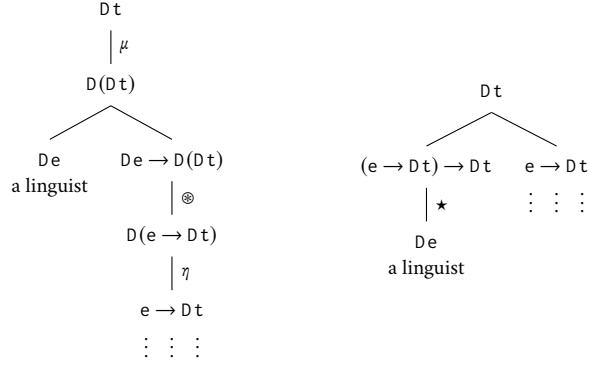 Dt
μ
D(Dt)
De De → D(Dt)
a linguist
⊛
D(e → Dt)
η
e → Dt
⋮ ⋮ ⋮
Dt
(e → Dt) → Dt e → Dt
★ ⋮ ⋮ ⋮
De
a linguist